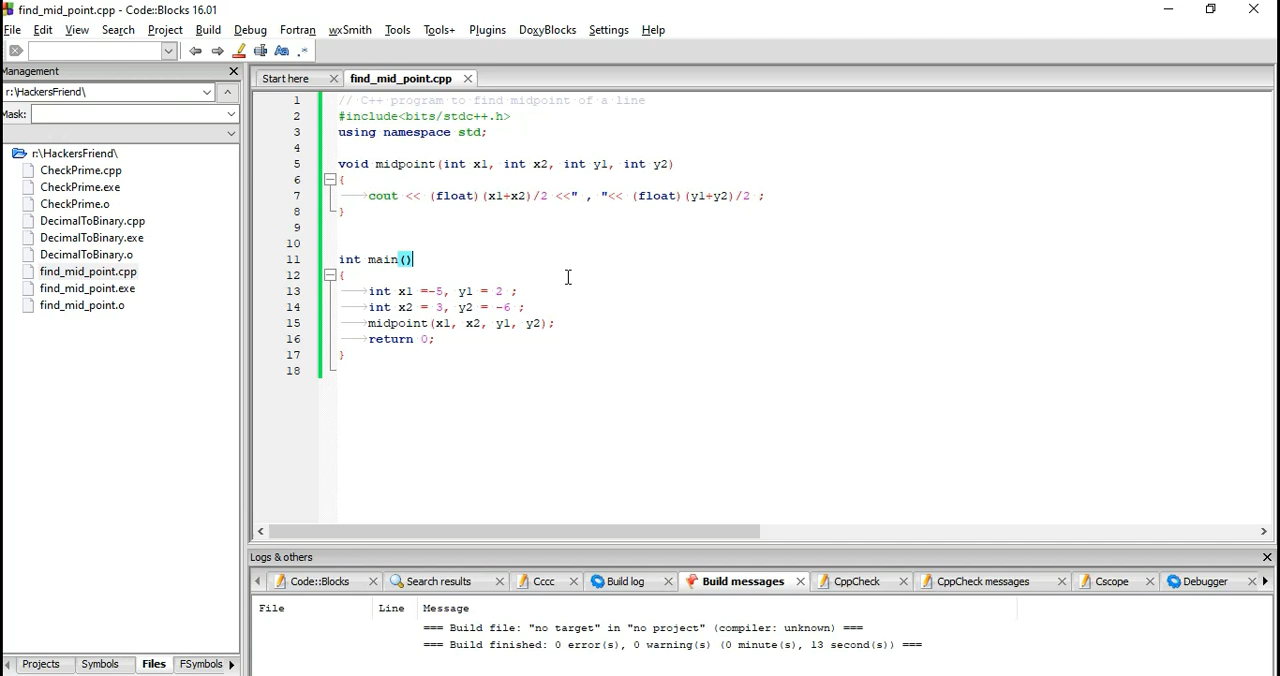 find_mid_point.cpp - Code::Blocks 16.01
File Edit View Search Project Build Debug Fortran wxSmith Tools Tools+ Plugins DoxyBlocks Settings Help
Management
r:\HackersFriend\
Mask:
r:\HackersFriend\
CheckPrime.cpp
CheckPrime.exe
CheckPrime.o
DecimalToBinary.cpp
DecimalToBinary.exe
DecimalToBinary.o
find_mid_point.cpp
find_mid_point.exe
find_mid_point.o
Projects Symbols Files FSymbols
Start here find_mid_point.cpp
1 // C++ program to find midpoint of a line
2 #include<bits/stdc++.h>
3 using namespace std;
4
5 void midpoint(int x1, int x2, int y1, int y2)
6 {
7 cout << (float)(x1+x2)/2 <<" , "<< (float)(y1+y2)/2 ;
8 }
9
10
11 int main()
12 {
13 int x1 =-5, y1 = 2 ;
14 int x2 = 3, y2 = -6 ;
15 midpoint(x1, x2, y1, y2);
16 return 0;
17 }
18
Logs & others
Code::Blocks Search results Cccc Build log Build messages CppCheck CppCheck messages Cscope Debugger
File Line Message
=== Build file: "no target" in "no project" (compiler: unknown) ===
=== Build finished: 0 error(s), 0 warning(s) (0 minute(s), 13 second(s)) ===